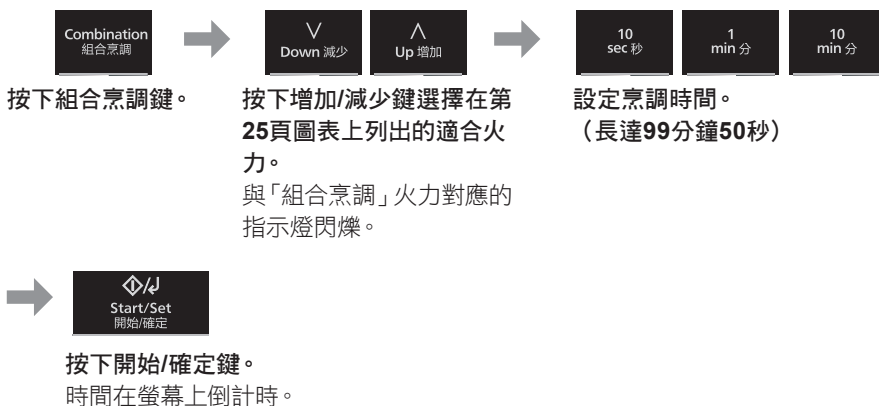 Combination
組合烹調
Down 減少
Up 增加
10
sec 秒
1
min 分
10
min 分
按下組合烹調鍵。
按下增加/減少鍵選擇在第
25頁圖表上列出的適合火
力。
與「組合烹調」火力對應的
指示燈閃爍。
設定烹調時間。
（長達99分鐘50秒）
Start/Set
開始/確定
按下開始/確定鍵。
時間在螢幕上倒計時。